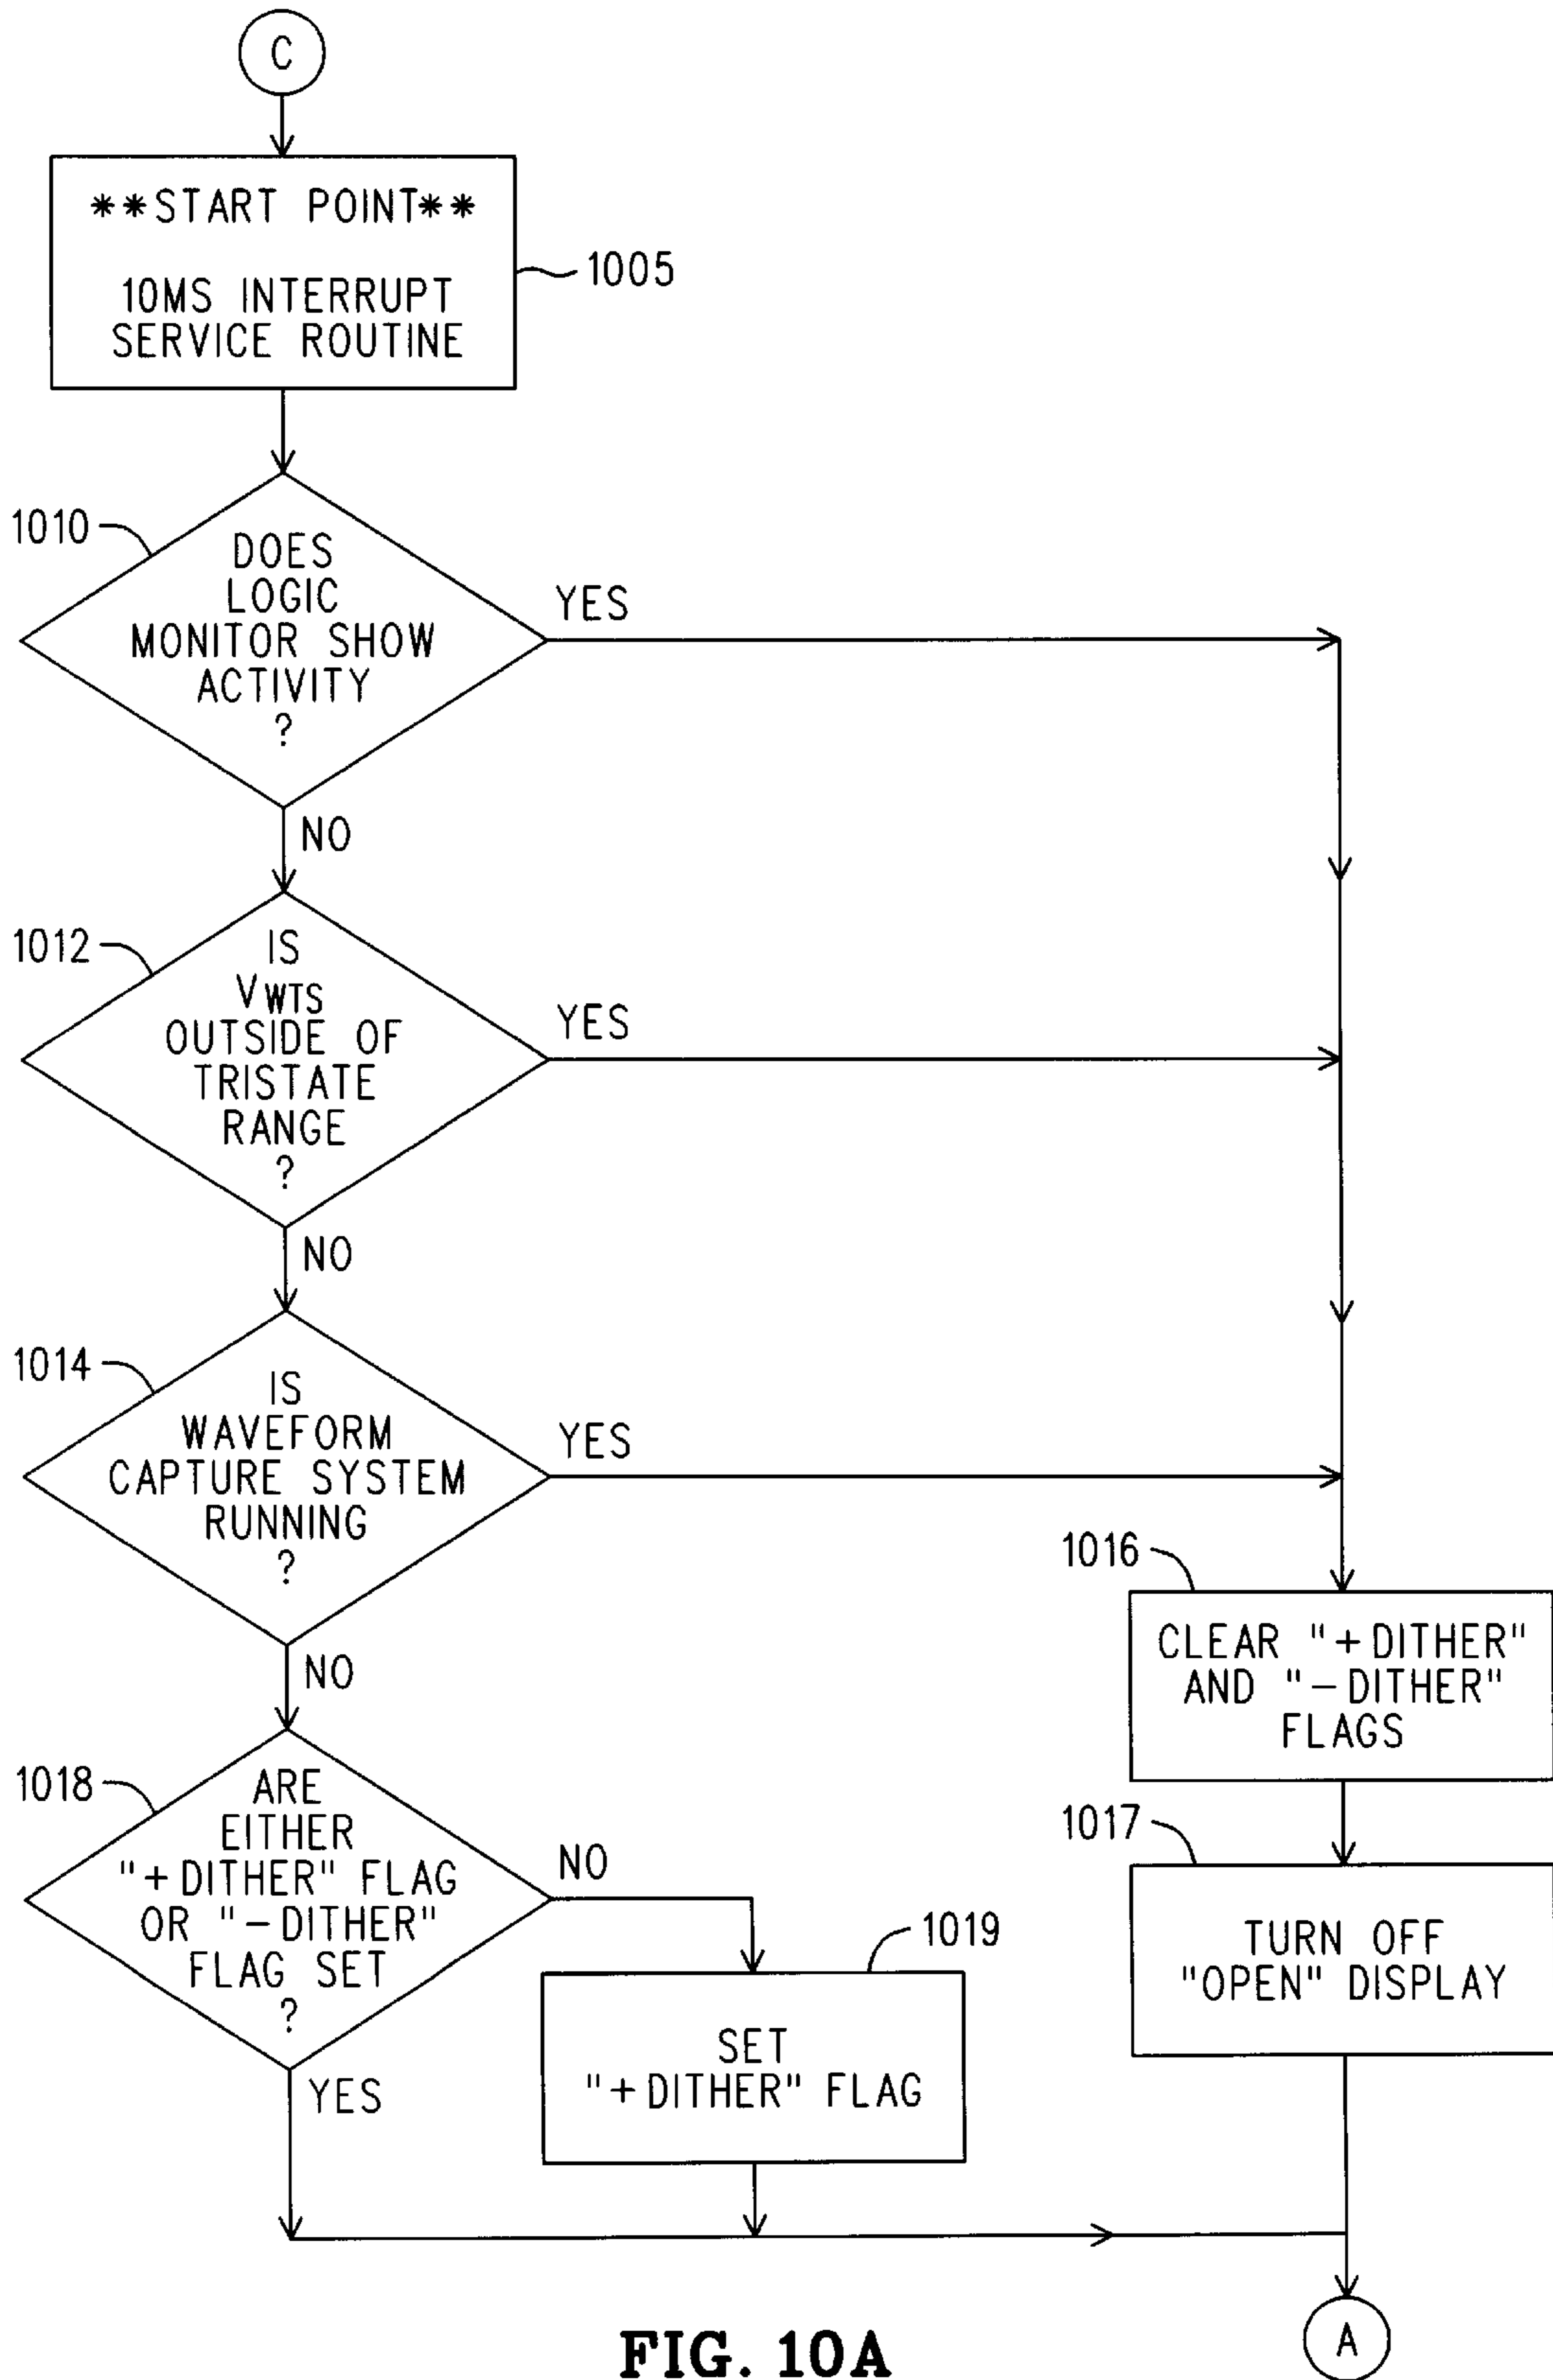 C
**START POINT**
10MS INTERRUPT
SERVICE ROUTINE
1005
1010
DOES
LOGIC
MONITOR SHOW
ACTIVITY
?
YES
NO
1012
IS
VWTS
OUTSIDE OF
TRISTATE
RANGE
?
YES
NO
1014
IS
WAVEFORM
CAPTURE SYSTEM
RUNNING
?
YES
NO
1016
CLEAR "+DITHER"
AND "-DITHER"
FLAGS
1018
ARE
EITHER
"+DITHER" FLAG
OR "-DITHER"
FLAG SET
?
NO
YES
1017
TURN OFF
"OPEN" DISPLAY
1019
SET
"+DITHER" FLAG
A
FIG. 10A